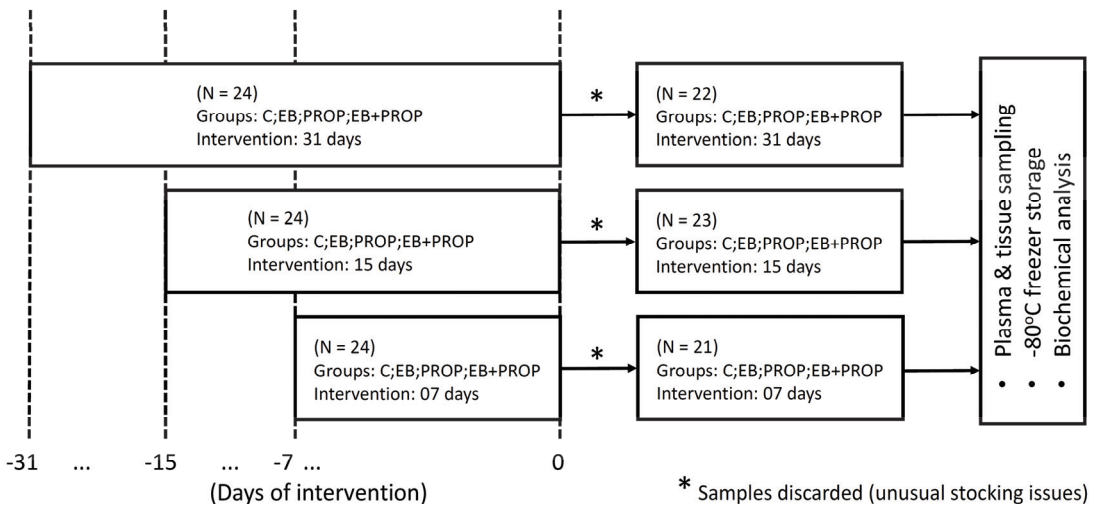 (N = 24)
Groups: C;EB;PROP;EB+PROP
Intervention: 31 days
*
(N = 22)
Groups: C;EB;PROP;EB+PROP
Intervention: 31 days
(N = 24)
Groups: C;EB;PROP;EB+PROP
Intervention: 15 days
*
(N = 23)
Groups: C;EB;PROP;EB+PROP
Intervention: 15 days
(N = 24)
Groups: C;EB;PROP;EB+PROP
Intervention: 07 days
*
(N = 21)
Groups: C;EB;PROP;EB+PROP
Intervention: 07 days
• Plasma & tissue sampling
• -80ºC freezer storage
• Biochemical analysis
-31 ... -15 ... -7 ... 0
(Days of intervention)
* Samples discarded (unusual stocking issues)